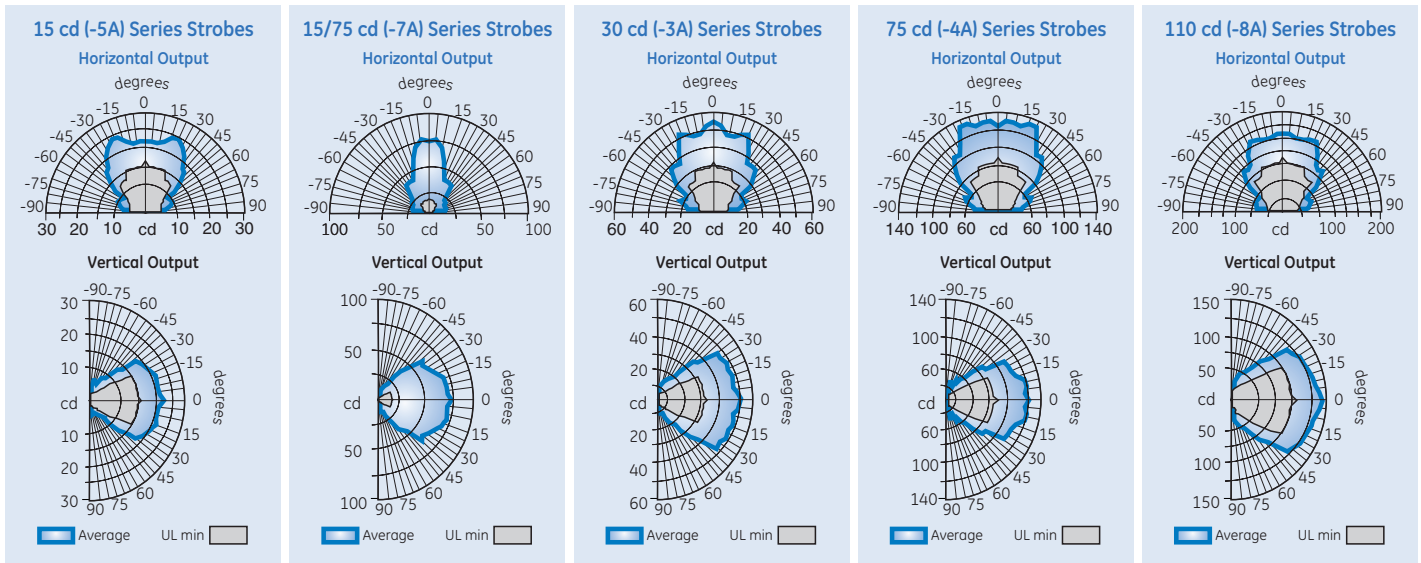 15 cd (-5A) Series Strobes
Horizontal Output
degrees
0
-15 15
-30 30
-45 45
-60 60
-75 75
-90 90
30 20 10 cd 10 20 30
Vertical Output
-90 -75
30 -60
-45
20 -30
10 -15
cd 0 degrees
10 15
20 30
45
30 60
90 75
Average UL min
15/75 cd (-7A) Series Strobes
Horizontal Output
degrees
0
-15 15
-30 30
-45 45
-60 60
-75 75
-90 90
100 50 cd 50 100
Vertical Output
-90 -75
100 -60
-45
50 -30
-15
cd 0 degrees
15
50 30
45
100 60
90 75
Average UL min
30 cd (-3A) Series Strobes
Horizontal Output
degrees
0
-15 15
-30 30
-45 45
-60 60
-75 75
-90 90
60 40 20 cd 20 40 60
Vertical Output
-90 -75
60 -60
-45
40 -30
20 -15
cd 0 degrees
20 15
40 30
45
60 60
90 75
Average UL min
75 cd (-4A) Series Strobes
Horizontal Output
degrees
0
-15 15
-30 30
-45 45
-60 60
-75 75
-90 90
140 100 60 cd 60 100 140
Vertical Output
-90 -75
140 -60
-45
100 -30
60 -15
cd 0 degrees
60 15
100 30
45
140 60
90 75
Average UL min
110 cd (-8A) Series Strobes
Horizontal Output
degrees
0
-15 15
-30 30
-45 45
-60 60
-75 75
-90 90
200 100 cd 100 200
Vertical Output
-90 -75
150 -60
-45
100 -30
50 -15
cd 0 degrees
50 15
100 30
45
150 60
90 75
Average UL min